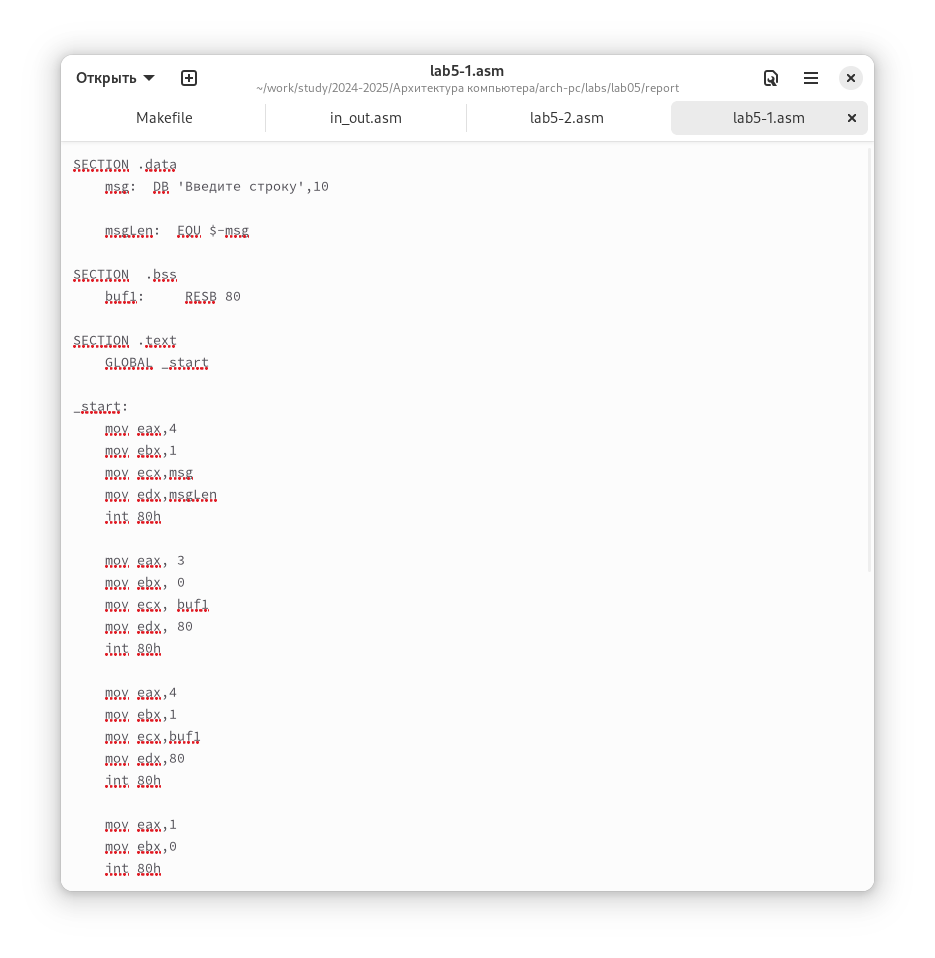 Открыть
lab5-1.asm
~/work/study/2024-2025/Архитектура компьютера/arch-pc/labs/lab05/report
Makefile
in_out.asm
lab5-2.asm
lab5-1.asm
SECTION .data
    msg:  DB 'Введите строку',10

    msgLen:  EQU $-msg

SECTION  .bss
    buf1:     RESB 80

SECTION .text
    GLOBAL _start

_start:
    mov eax,4
    mov ebx,1
    mov ecx,msg
    mov edx,msgLen
    int 80h

    mov eax, 3
    mov ebx, 0
    mov ecx, buf1
    mov edx, 80
    int 80h

    mov eax,4
    mov ebx,1
    mov ecx,buf1
    mov edx,80
    int 80h

    mov eax,1
    mov ebx,0
    int 80h